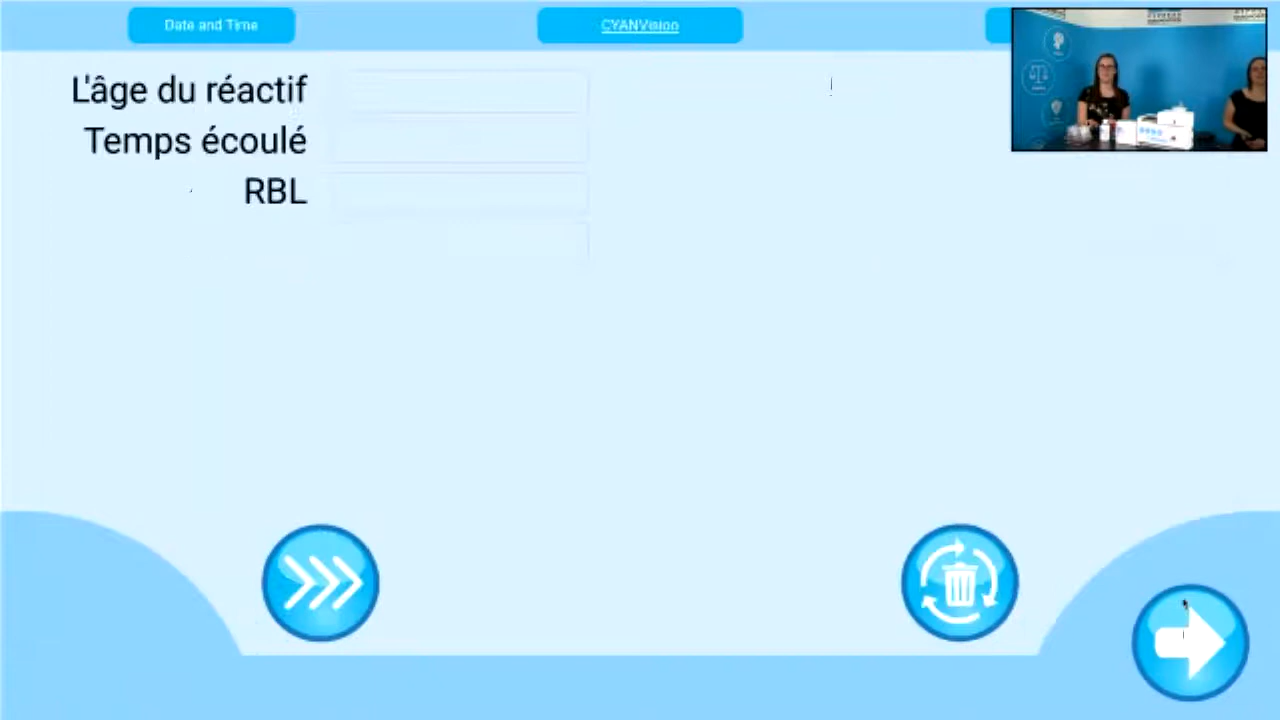 Date and Time
CYANVision
L'âge du réactif
Temps écoulé
RBL